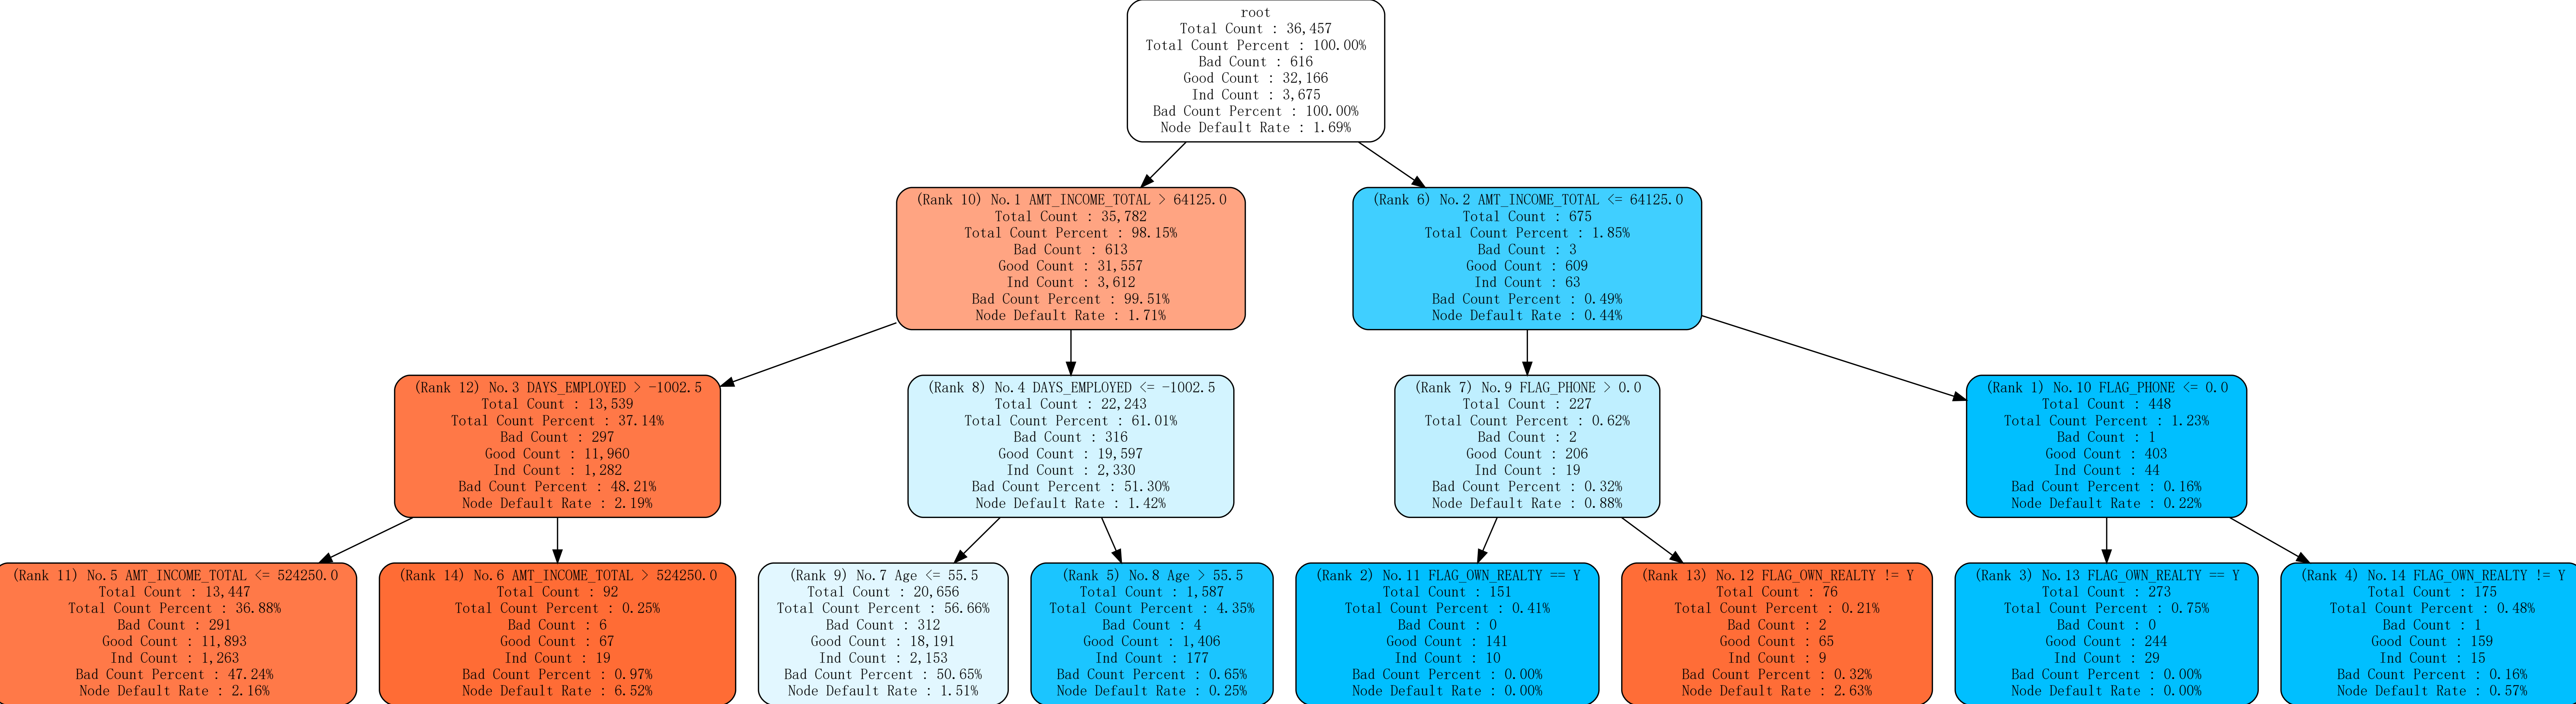 root
Total Count : 36,457
Total Count Percent : 100.00%
Bad Count : 616
Good Count : 32,166
Ind Count : 3,675
Bad Count Percent : 100.00%
Node Default Rate : 1.69%
(Rank 10) No.1 AMT_INCOME_TOTAL > 64125.0
Total Count : 35,782
Total Count Percent : 98.15%
Bad Count : 613
Good Count : 31,557
Ind Count : 3,612
Bad Count Percent : 99.51%
Node Default Rate : 1.71%
(Rank 6) No.2 AMT_INCOME_TOTAL <= 64125.0
Total Count : 675
Total Count Percent : 1.85%
Bad Count : 3
Good Count : 609
Ind Count : 63
Bad Count Percent : 0.49%
Node Default Rate : 0.44%
(Rank 12) No.3 DAYS_EMPLOYED > -1002.5
Total Count : 13,539
Total Count Percent : 37.14%
Bad Count : 297
Good Count : 11,960
Ind Count : 1,282
Bad Count Percent : 48.21%
Node Default Rate : 2.19%
(Rank 8) No.4 DAYS_EMPLOYED <= -1002.5
Total Count : 22,243
Total Count Percent : 61.01%
Bad Count : 316
Good Count : 19,597
Ind Count : 2,330
Bad Count Percent : 51.30%
Node Default Rate : 1.42%
(Rank 7) No.9 FLAG_PHONE > 0.0
Total Count : 227
Total Count Percent : 0.62%
Bad Count : 2
Good Count : 206
Ind Count : 19
Bad Count Percent : 0.32%
Node Default Rate : 0.88%
(Rank 1) No.10 FLAG_PHONE <= 0.0
Total Count : 448
Total Count Percent : 1.23%
Bad Count : 1
Good Count : 403
Ind Count : 44
Bad Count Percent : 0.16%
Node Default Rate : 0.22%
(Rank 11) No.5 AMT_INCOME_TOTAL <= 524250.0
Total Count : 13,447
Total Count Percent : 36.88%
Bad Count : 291
Good Count : 11,893
Ind Count : 1,263
Bad Count Percent : 47.24%
Node Default Rate : 2.16%
(Rank 14) No.6 AMT_INCOME_TOTAL > 524250.0
Total Count : 92
Total Count Percent : 0.25%
Bad Count : 6
Good Count : 67
Ind Count : 19
Bad Count Percent : 0.97%
Node Default Rate : 6.52%
(Rank 9) No.7 Age <= 55.5
Total Count : 20,656
Total Count Percent : 56.66%
Bad Count : 312
Good Count : 18,191
Ind Count : 2,153
Bad Count Percent : 50.65%
Node Default Rate : 1.51%
(Rank 5) No.8 Age > 55.5
Total Count : 1,587
Total Count Percent : 4.35%
Bad Count : 4
Good Count : 1,406
Ind Count : 177
Bad Count Percent : 0.65%
Node Default Rate : 0.25%
(Rank 2) No.11 FLAG_OWN_REALTY == Y
Total Count : 151
Total Count Percent : 0.41%
Bad Count : 0
Good Count : 141
Ind Count : 10
Bad Count Percent : 0.00%
Node Default Rate : 0.00%
(Rank 13) No.12 FLAG_OWN_REALTY != Y
Total Count : 76
Total Count Percent : 0.21%
Bad Count : 2
Good Count : 65
Ind Count : 9
Bad Count Percent : 0.32%
Node Default Rate : 2.63%
(Rank 3) No.13 FLAG_OWN_REALTY == Y
Total Count : 273
Total Count Percent : 0.75%
Bad Count : 0
Good Count : 244
Ind Count : 29
Bad Count Percent : 0.00%
Node Default Rate : 0.00%
(Rank 4) No.14 FLAG_OWN_REALTY != Y
Total Count : 175
Total Count Percent : 0.48%
Bad Count : 1
Good Count : 159
Ind Count : 15
Bad Count Percent : 0.16%
Node Default Rate : 0.57%